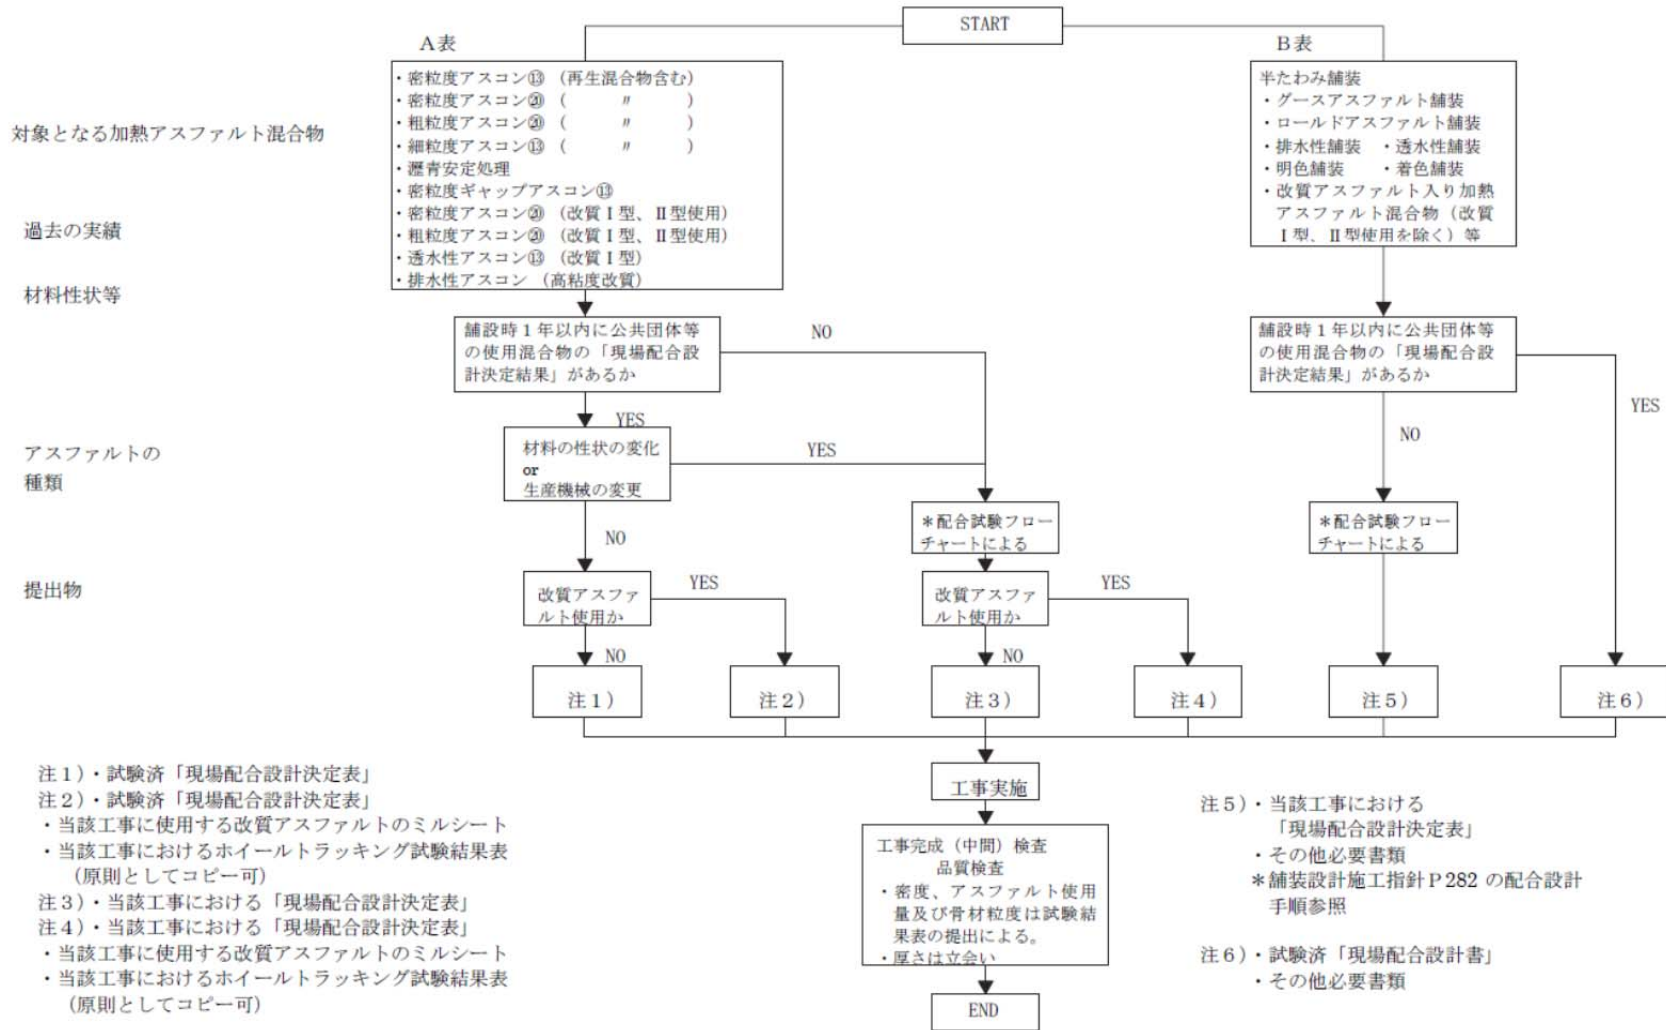 START
A表
B表
・密粒度アスコン⑬ （再生混合物含む）
・密粒度アスコン⑳ （　　〃　　）
・粗粒度アスコン⑳ （　　〃　　）
・細粒度アスコン⑬ （　　〃　　）
・瀝青安定処理
・密粒度ギャップアスコン⑬
・密粒度アスコン⑳ （改質Ⅰ型、Ⅱ型使用）
・粗粒度アスコン⑳ （改質Ⅰ型、Ⅱ型使用）
・透水性アスコン⑬ （改質Ⅰ型）
・排水性アスコン （高粘度改質）
半たわみ舗装
・グースアスファルト舗装
・ロールドアスファルト舗装
・排水性舗装　・透水性舗装
・明色舗装　・着色舗装
・改質アスファルト入り加熱
アスファルト混合物（改質
Ⅰ型、Ⅱ型使用を除く）等
対象となる加熱アスファルト混合物
過去の実績
材料性状等
舗設時１年以内に公共団体等
の使用混合物の「現場配合設
計決定結果」があるか
NO
YES
舗設時１年以内に公共団体等
の使用混合物の「現場配合設
計決定結果」があるか
YES
NO
アスファルトの
種類
材料の性状の変化
or
生産機械の変更
YES
NO
＊配合試験フロー
チャートによる
＊配合試験フロー
チャートによる
提出物
改質アスファ
ルト使用か
YES
NO
改質アスファ
ルト使用か
YES
NO
注１）
注２）
注３）
注４）
注５）
注６）
工事実施
工事完成（中間）検査
品質検査
・密度、アスファルト使用
量及び骨材粒度は試験結
果表の提出による。
・厚さは立会い
END
注１）・試験済「現場配合設計決定表」
注２）・試験済「現場配合設計決定表」
・当該工事に使用する改質アスファルトのミルシート
・当該工事におけるホイールトラッキング試験結果表
（原則としてコピー可）
注３）・当該工事における「現場配合設計決定表」
注４）・当該工事における「現場配合設計決定表」
・当該工事に使用する改質アスファルトのミルシート
・当該工事におけるホイールトラッキング試験結果表
（原則としてコピー可）
注５）・当該工事における
「現場配合設計決定表」
・その他必要書類
＊舗装設計施工指針Ｐ282 の配合設計
手順参照
注６）・試験済「現場配合設計書」
・その他必要書類